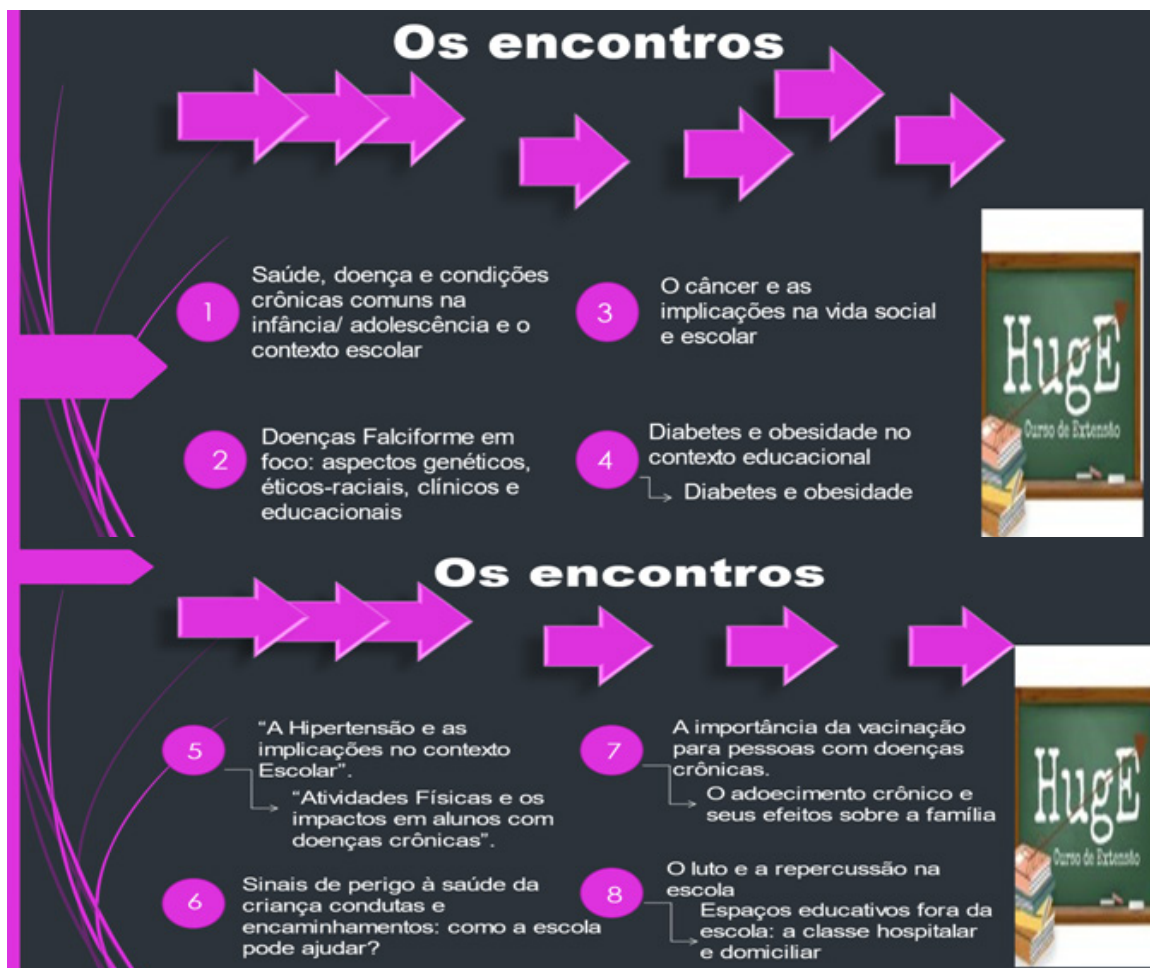 Os encontros
1
Saúde, doença e condições
crônicas comuns na
infância/ adolescência e o
contexto escolar
2
Doenças Falciforme em
foco: aspectos genéticos,
éticos-raciais, clínicos e
educacionais
3
O câncer e as
implicações na vida social
e escolar
4
Diabetes e obesidade no
contexto educacional
Diabetes e obesidade
HugE
Curso de Extensão
Os encontros
5
“A Hipertensão e as
implicações no contexto
Escolar”.
“Atividades Físicas e os
impactos em alunos com
doenças crônicas”.
6
Sinais de perigo à saúde da
criança condutas e
encaminhamentos: como a escola
pode ajudar?
7
A importância da vacinação
para pessoas com doenças
crônicas.
O adoecimento crônico e
seus efeitos sobre a família
8
O luto e a repercussão na
escola
Espaços educativos fora da
escola: a classe hospitalar
e domiciliar
HugE
Curso de Extensão